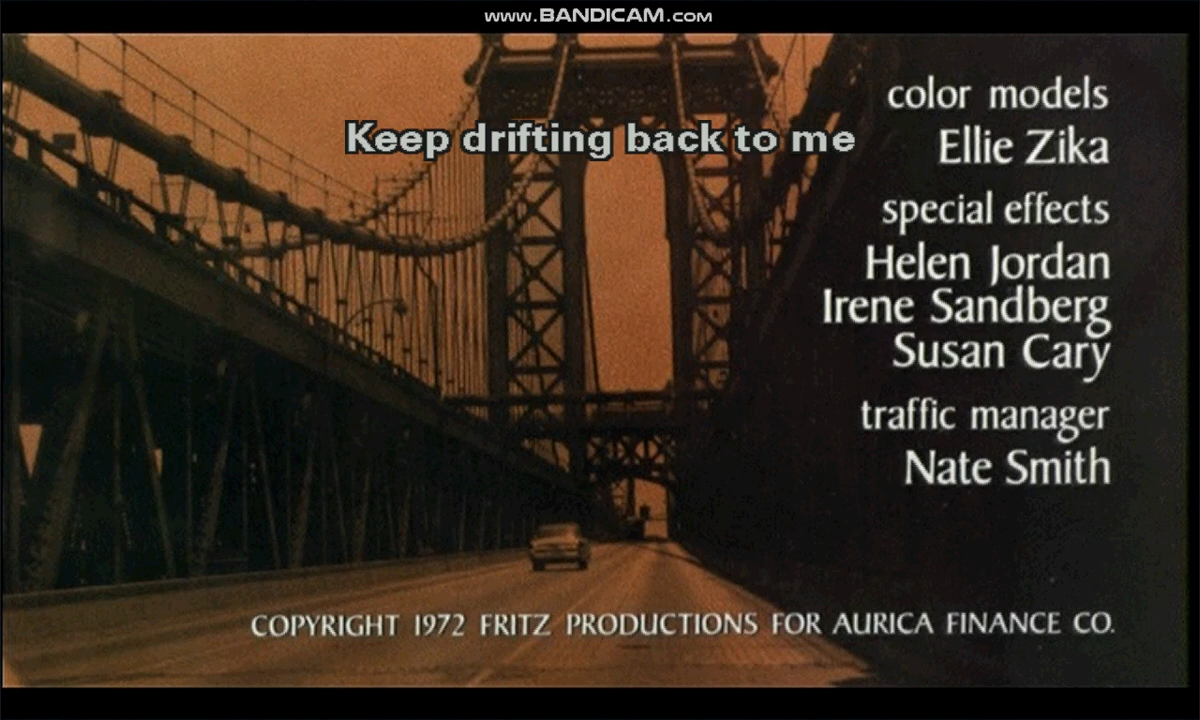 www.BANDICAM.com
Keep drifting back to me
color models
Ellie Zika
special effects
Helen Jordan
Irene Sandberg
Susan Cary
traffic manager
Nate Smith
COPYRIGHT 1972 FRITZ PRODUCTIONS FOR AURICA FINANCE CO.